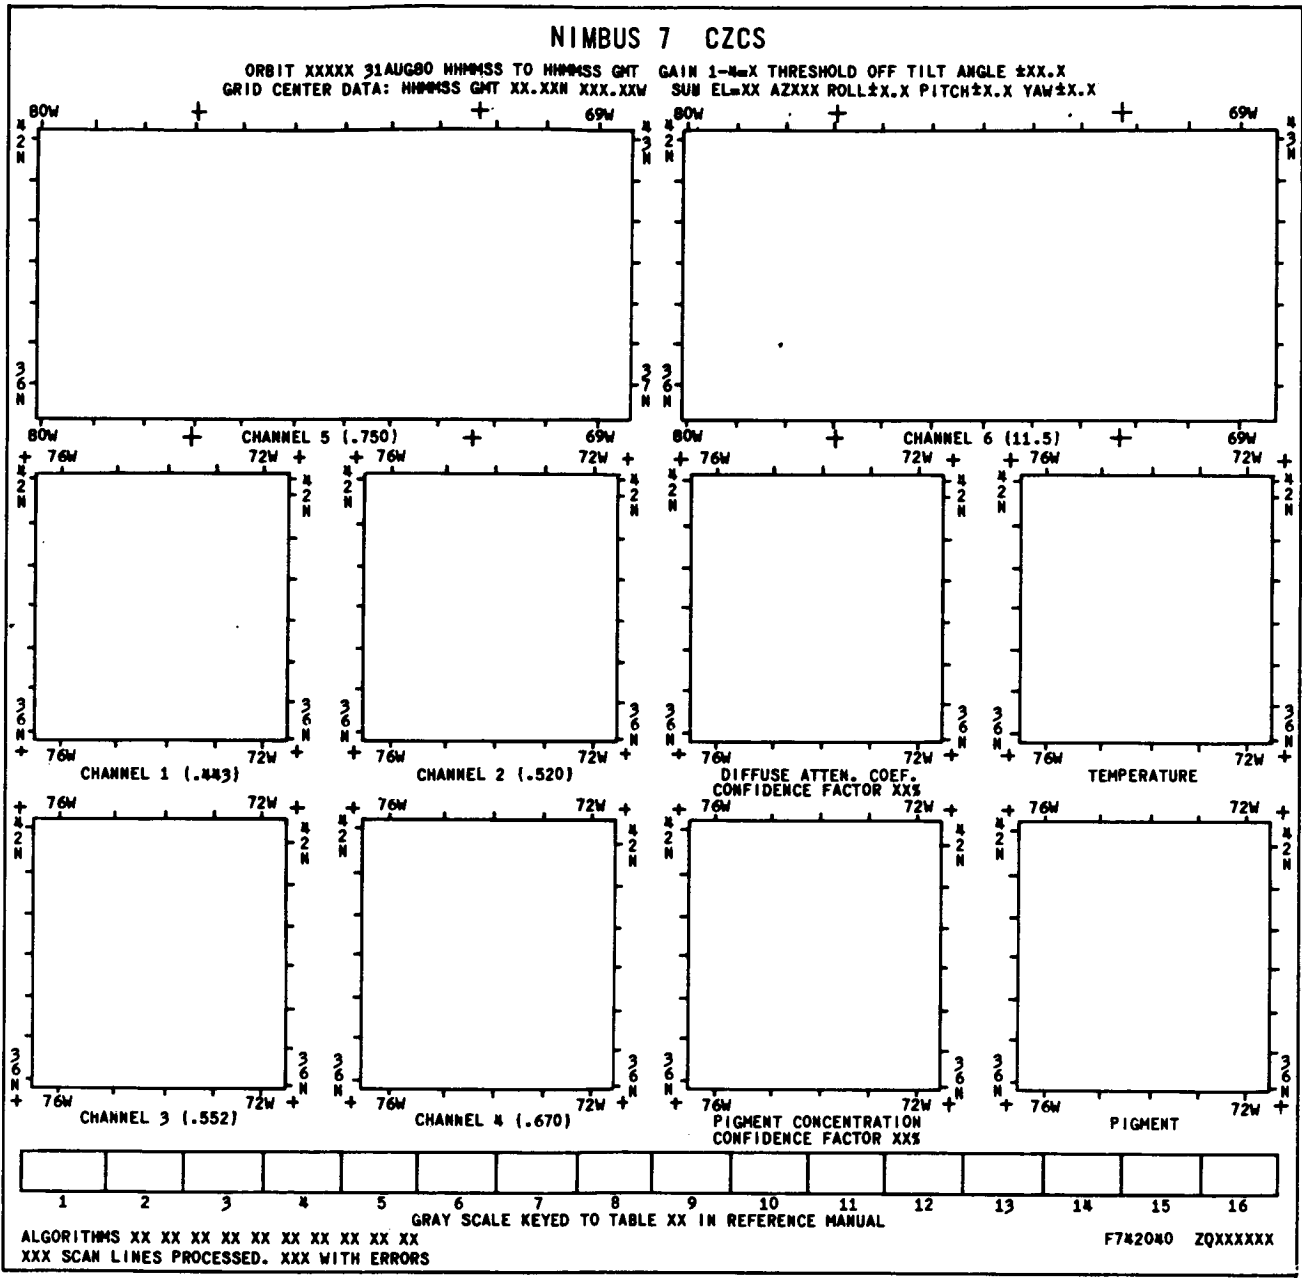 NIMBUS 7 CZCS
ORBIT XXXXX 31AUG80 HHMMSS TO HHMMSS GMT GAIN 1-4=X THRESHOLD OFF TILT ANGLE ±XX.X
GRID CENTER DATA: HHMMSS GMT XX.XXN XXX.XXW SUN EL=XX AZXXX ROLL±X.X PITCH±X.X YAW±X.X
80W + + 69W 80W + + 69W
42N 43N 42N 43N
36N 37N 36N 37N
80W + CHANNEL 5 (.750) + 69W 80W + CHANNEL 6 (11.5) + 69W
+ 76W 72W + + 76W 72W + + 76W 72W + + 76W 72W +
42N 42N 42N 42N 42N 42N 42N 42N
36N 36N 36N 36N 36N 36N 36N 36N
+ 76W 72W + + 76W 72W + + 76W 72W + + 76W 72W +
CHANNEL 1 (.443) CHANNEL 2 (.520) DIFFUSE ATTEN. COEF. TEMPERATURE
CONFIDENCE FACTOR XX%
+ 76W 72W + + 76W 72W + + 76W 72W + + 76W 72W +
42N 42N 42N 42N 42N 42N 42N 42N
36N 36N 36N 36N 36N 36N 36N 36N
+ 76W 72W + + 76W 72W + + 76W 72W + + 76W 72W +
CHANNEL 3 (.552) CHANNEL 4 (.670) PIGMENT CONCENTRATION PIGMENT
CONFIDENCE FACTOR XX%
1 2 3 4 5 6 7 8 9 10 11 12 13 14 15 16
GRAY SCALE KEYED TO TABLE XX IN REFERENCE MANUAL
ALGORITHMS XX XX XX XX XX XX XX XX XX XX F742040 ZQXXXXXX
XXX SCAN LINES PROCESSED. XXX WITH ERRORS